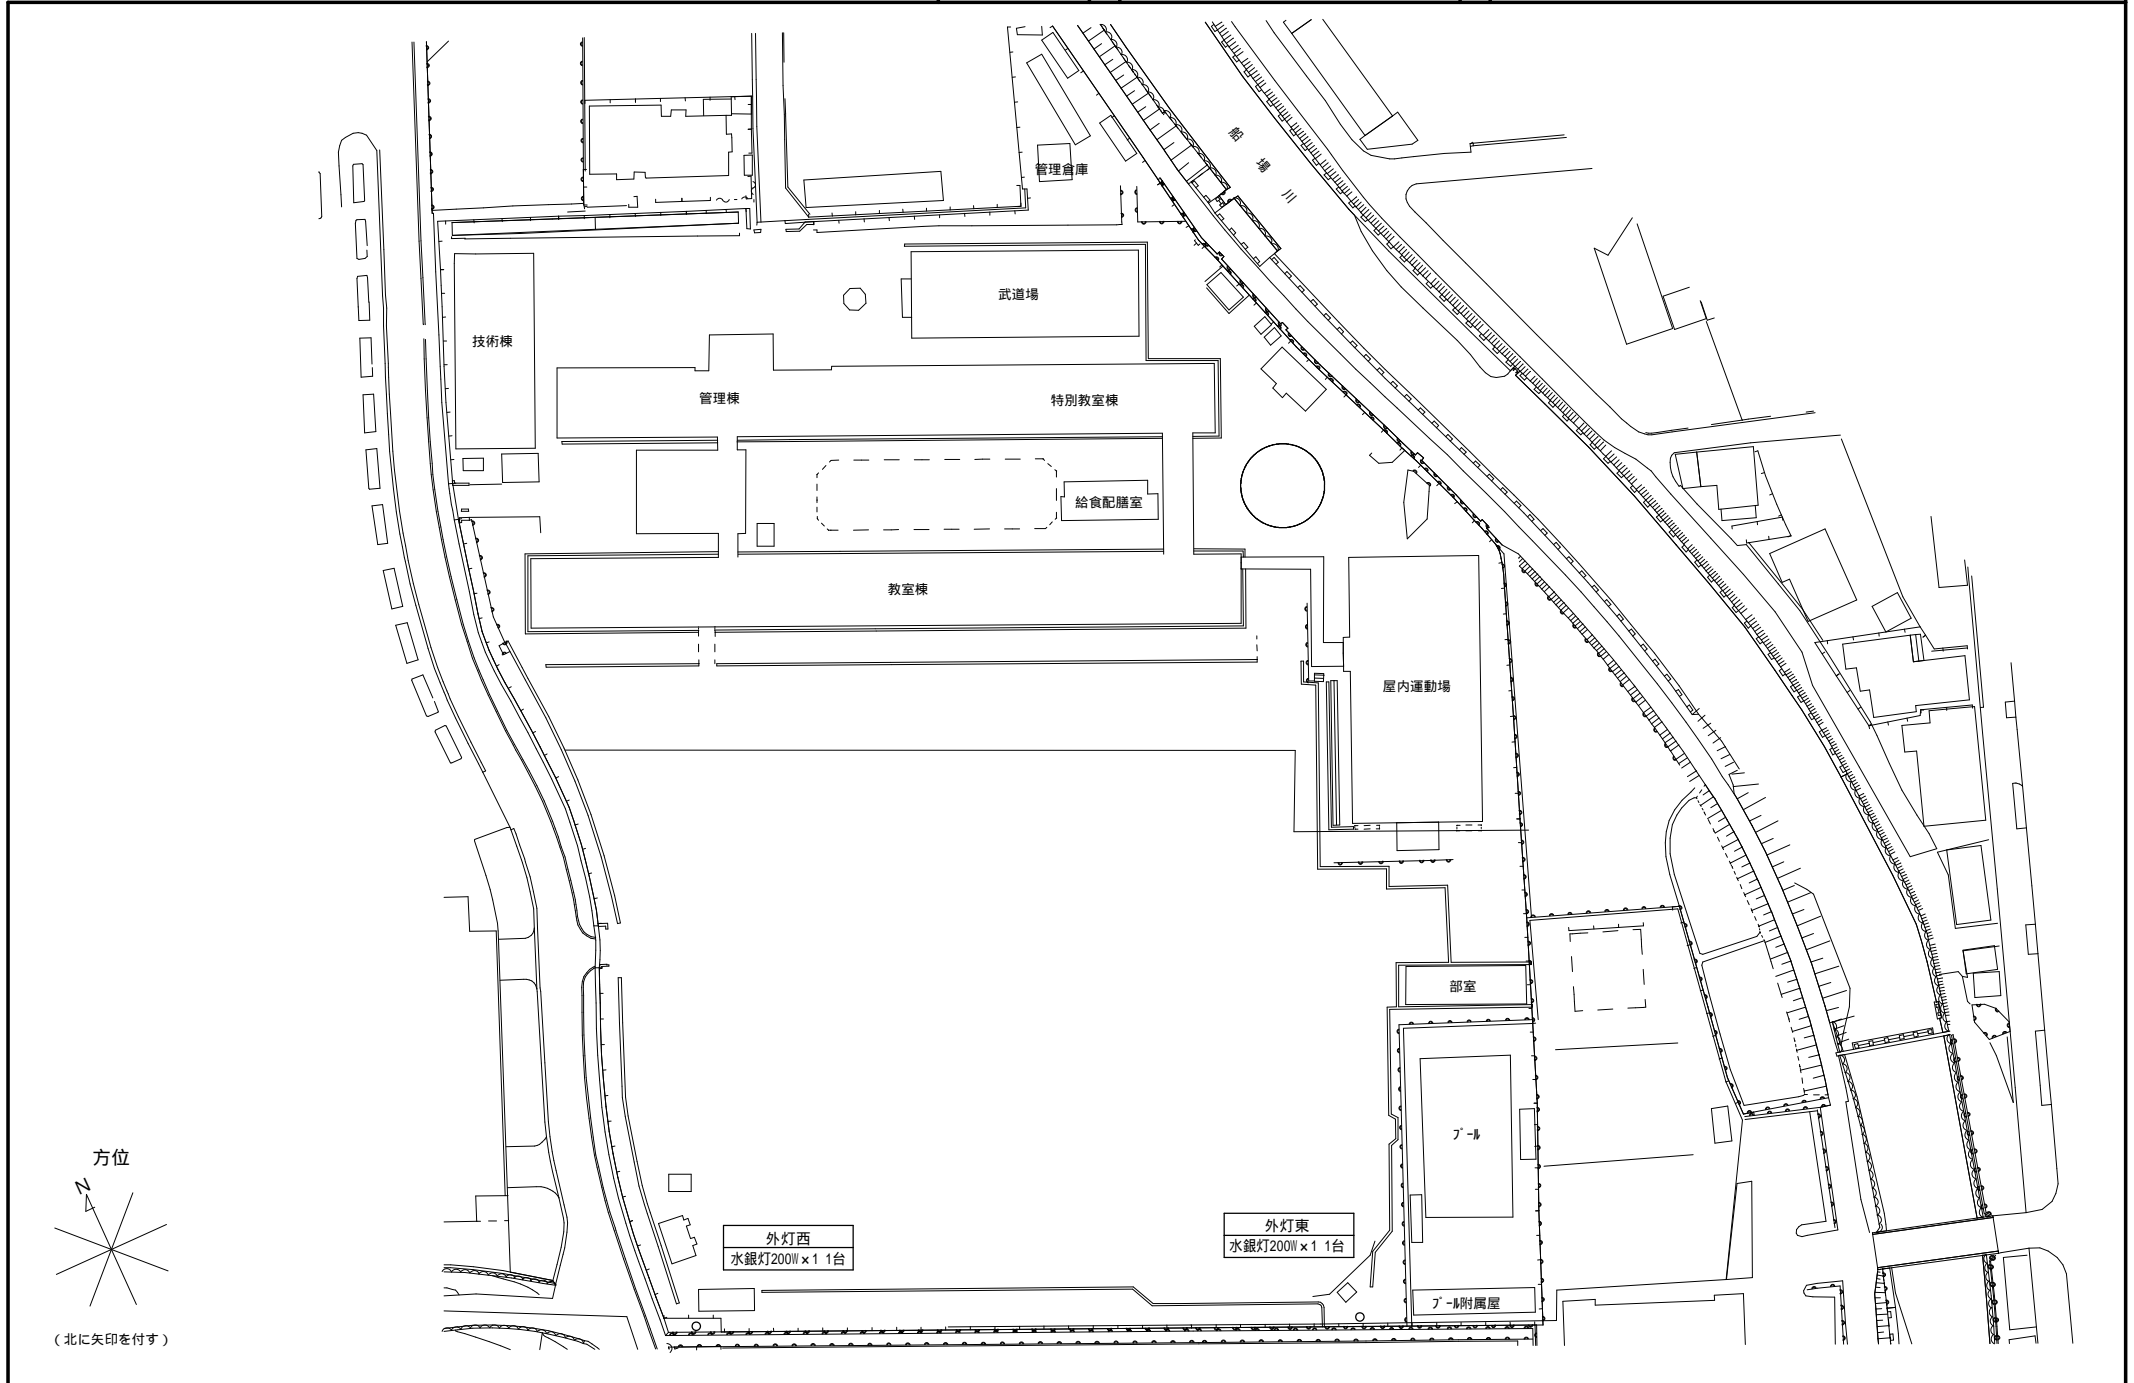 船場川
管理倉庫
武道場
技術棟
管理棟
特別教室棟
給食配膳室
教室棟
屋内運動場
部室
プール
方位
N
外灯西
水銀灯200W×1 1台
外灯東
水銀灯200W×1 1台
プール附属屋
(北に矢印を付す)